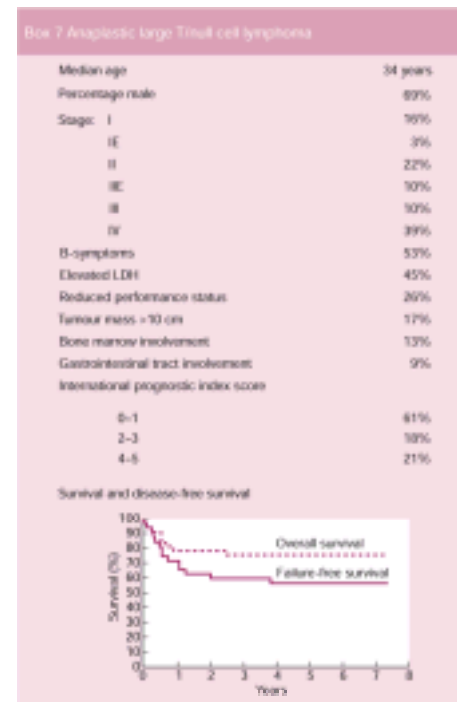 Box 7 Anaplastic large T/null cell lymphoma
Median age 34 years
Percentage male 69%
Stage: I 16%
IE 3%
II 22%
IIE 10%
III 10%
IV 39%
B-symptoms 53%
Elevated LDH 45%
Reduced performance status 26%
Tumour mass >10 cm 17%
Bone marrow involvement 13%
Gastrointestinal tract involvement 9%
International prognostic index score
0-1 61%
2-3 18%
4-5 21%
Survival and disease-free survival
100
90
80
70
60
50
40
30
20
10
0
Survival (%)
Overall survival
Failure-free survival
0 1 2 3 4 5 6 7 8
Years